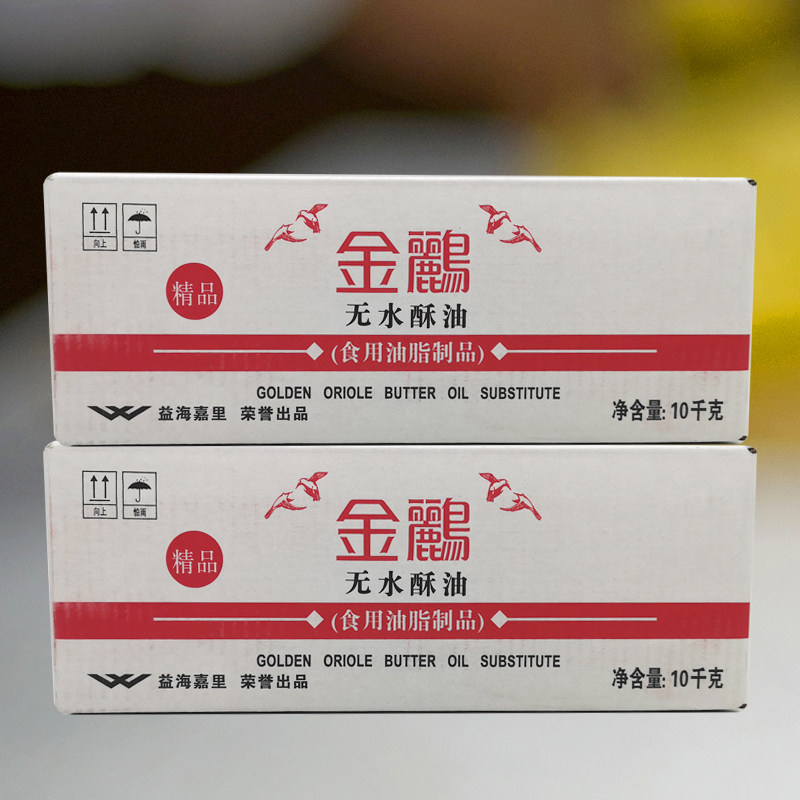 向上 怕雨
精品
金鹂
无水酥油
(食用油脂制品)
GOLDEN ORIOLE BUTTER OIL SUBSTITUTE
益海嘉里 荣誉出品
净含量: 10千克
向上 怕雨
精品
金鹂
无水酥油
(食用油脂制品)
GOLDEN ORIOLE BUTTER OIL SUBSTITUTE
益海嘉里 荣誉出品
净含量: 10千克